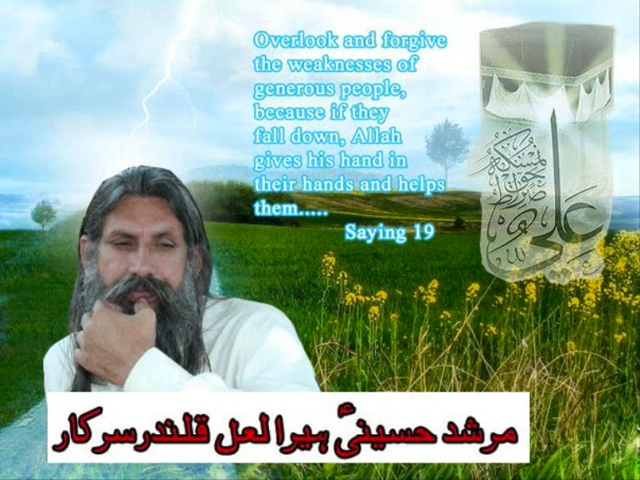 Overlook and forgive
the weaknesses of
generous people,
because if they
fall down, Allah
gives his hand in
their hands and helps
them.....
Saying 19
علي
مرشد حسینیؑ ہیرا لعل قلندر سرکار